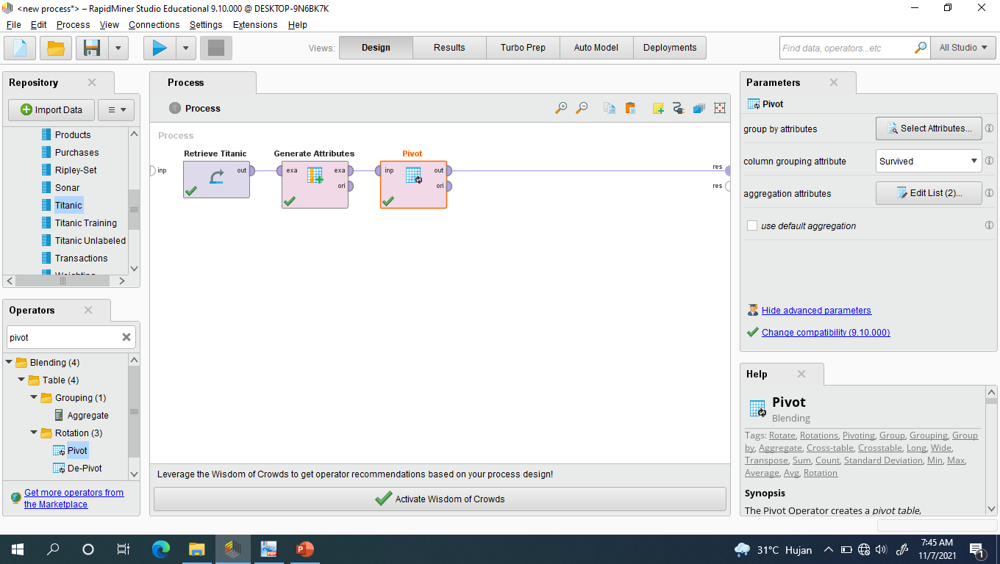 <new process*> – RapidMiner Studio Educational 9.10.000 @ DESKTOP-9N6BK7K
File Edit Process View Connections Settings Extensions Help
Views: Design Results Turbo Prep Auto Model Deployments
Find data, operators...etc
All Studio
Repository
Import Data
Products
Purchases
Ripley-Set
Sonar
Titanic
Titanic Training
Titanic Unlabeled
Transactions
Weighting
Operators
pivot
Blending (4)
Table (4)
Grouping (1)
Aggregate
Rotation (3)
Pivot
De-Pivot
Get more operators from
the Marketplace
Process
Process
Process
Retrieve Titanic
Generate Attributes
Pivot
inp
out
exa
exa
ori
inp
out
ori
res
res
Leverage the Wisdom of Crowds to get operator recommendations based on your process design!
Activate Wisdom of Crowds
Parameters
Pivot
group by attributes
Select Attributes...
column grouping attribute
Survived
aggregation attributes
Edit List (2)...
use default aggregation
Hide advanced parameters
Change compatibility (9.10.000)
Help
Pivot
Blending
Tags: Rotate, Rotations, Pivoting, Group, Grouping, Group
by, Aggregate, Cross-table, Crosstable, Long, Wide,
Transpose, Sum, Count, Standard Deviation, Min, Max,
Average, Avg, Rotation
Synopsis
The Pivot Operator creates a pivot table,
PDF
P
31°C Hujan
7:45 AM
11/7/2021
1